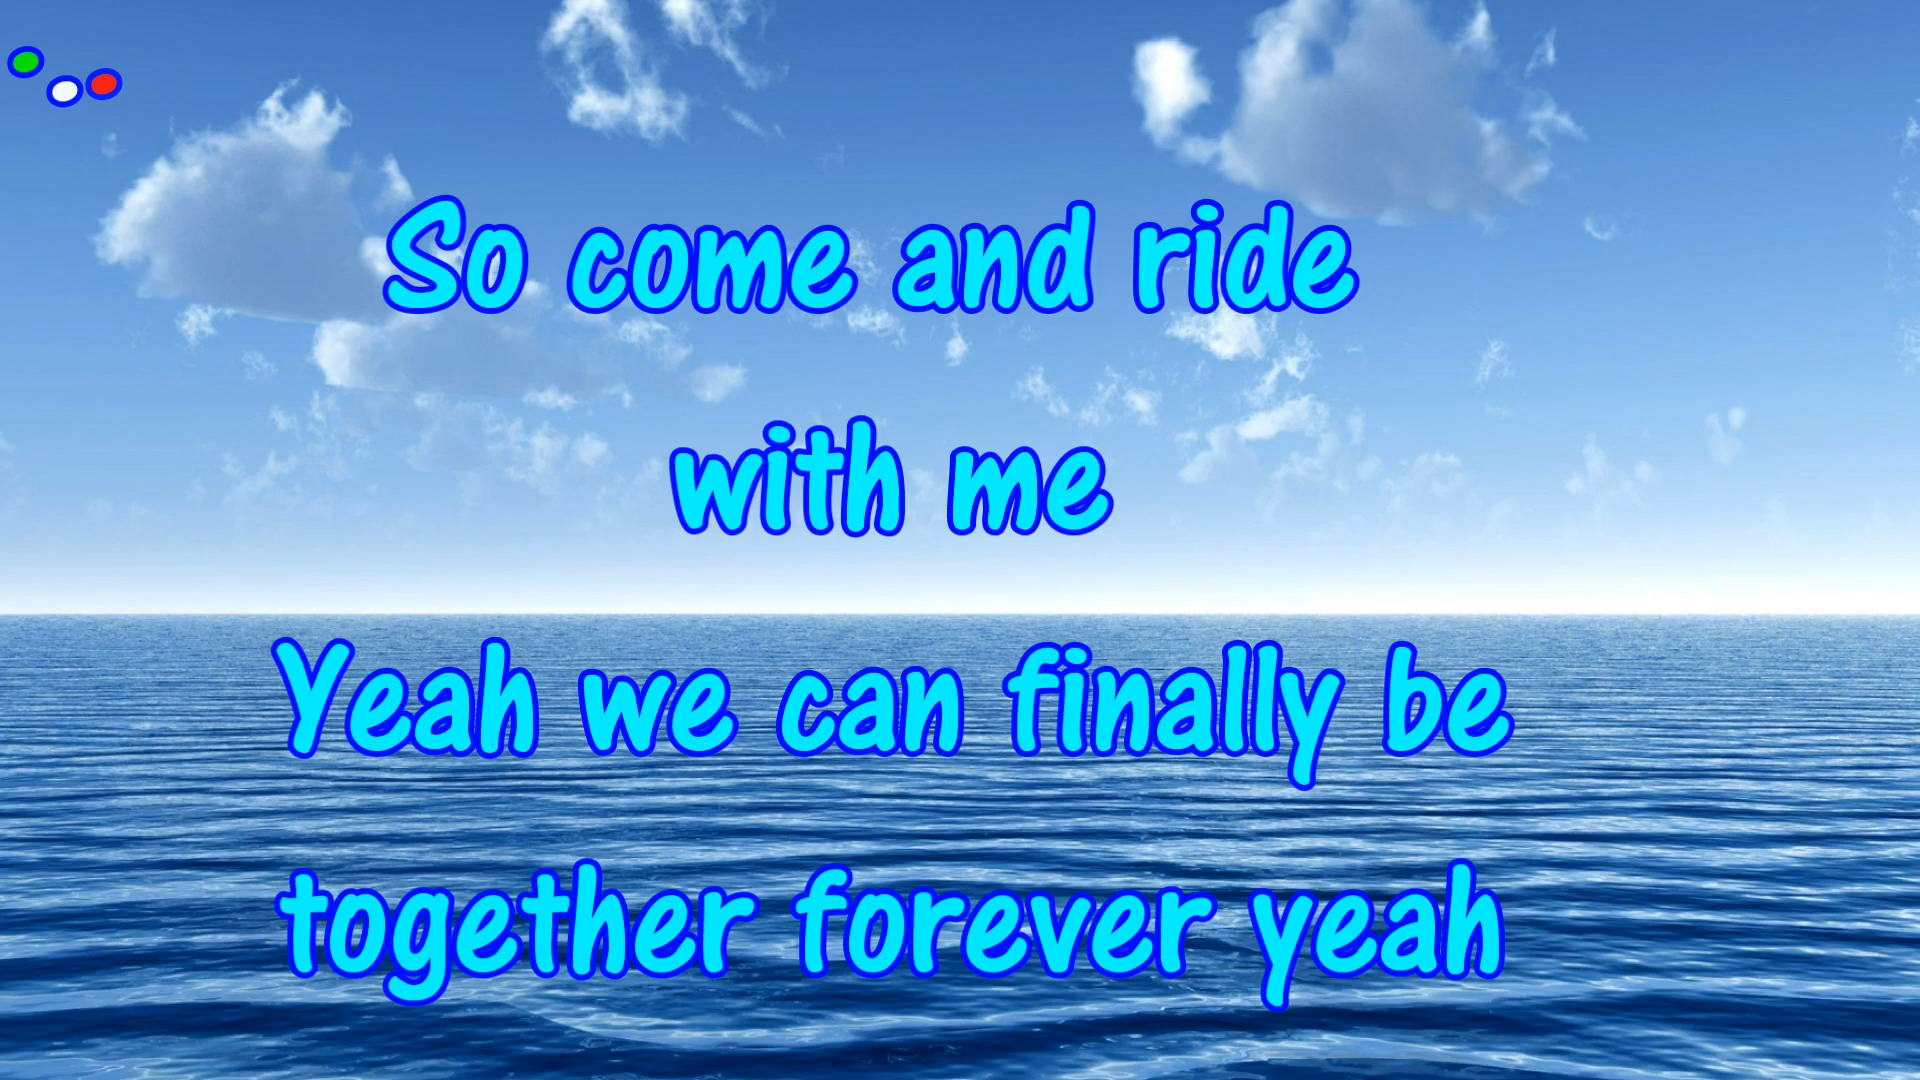 So come and ride
with me
Yeah we can finally be
together forever yeah